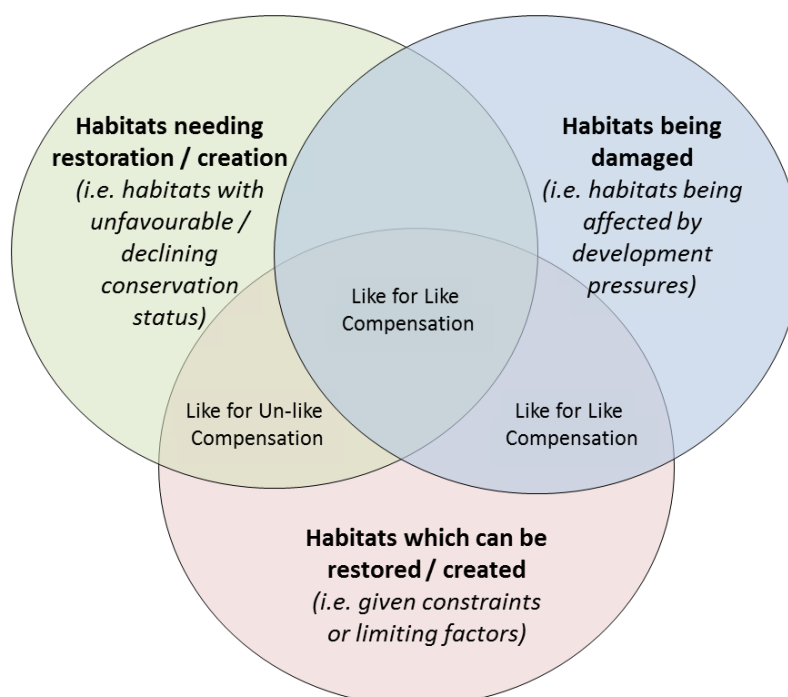 Habitats needing
restoration / creation
(i.e. habitats with
unfavourable /
declining
conservation
status)
Habitats being
damaged
(i.e. habitats being
affected by
development
pressures)
Like for Like
Compensation
Like for Un-like
Compensation
Like for Like
Compensation
Habitats which can be
restored / created
(i.e. given constraints
or limiting factors)